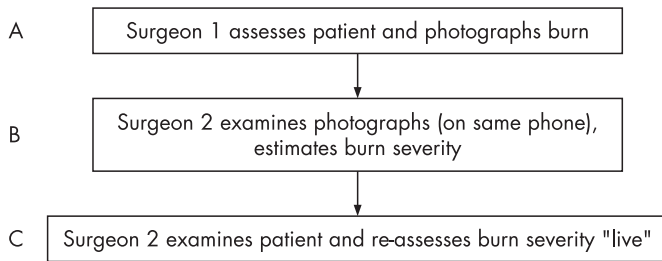 A Surgeon 1 assesses patient and photographs burn
B Surgeon 2 examines photographs (on same phone),
estimates burn severity
C Surgeon 2 examines patient and re-assesses burn severity "live"